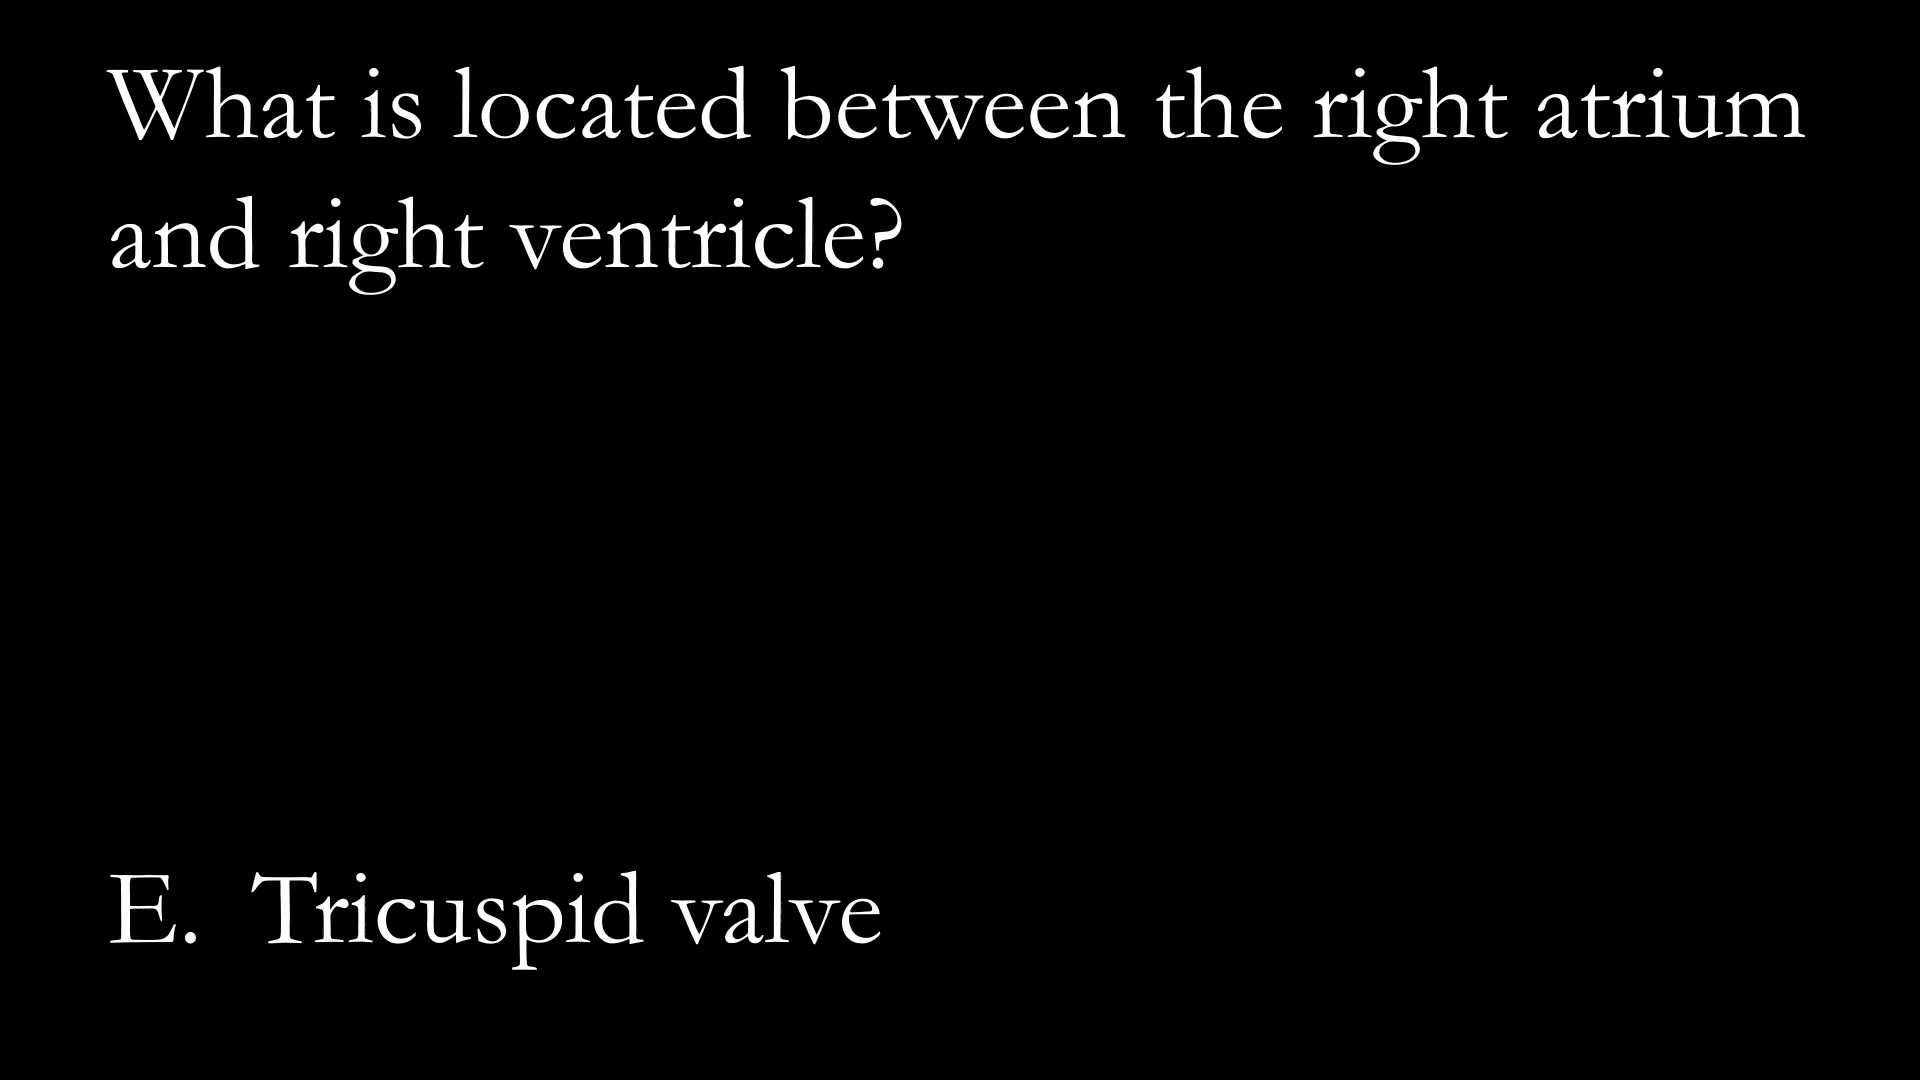 What is located between the right atrium
and right ventricle?
E. Tricuspid valve